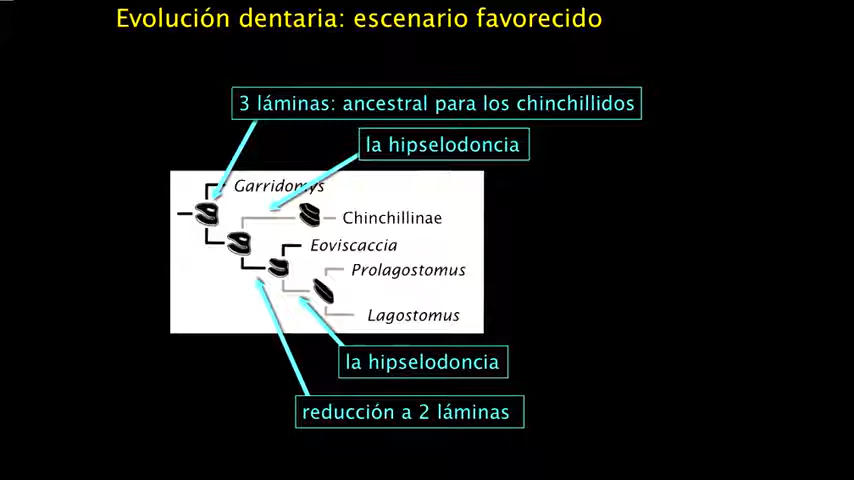 Evolución dentaria: escenario favorecido
3 láminas: ancestral para los chinchillidos
la hipselodoncia
Garridomys
Chinchillinae
Eoviscaccia
Prolagostomus
Lagostomus
la hipselodoncia
reducción a 2 láminas